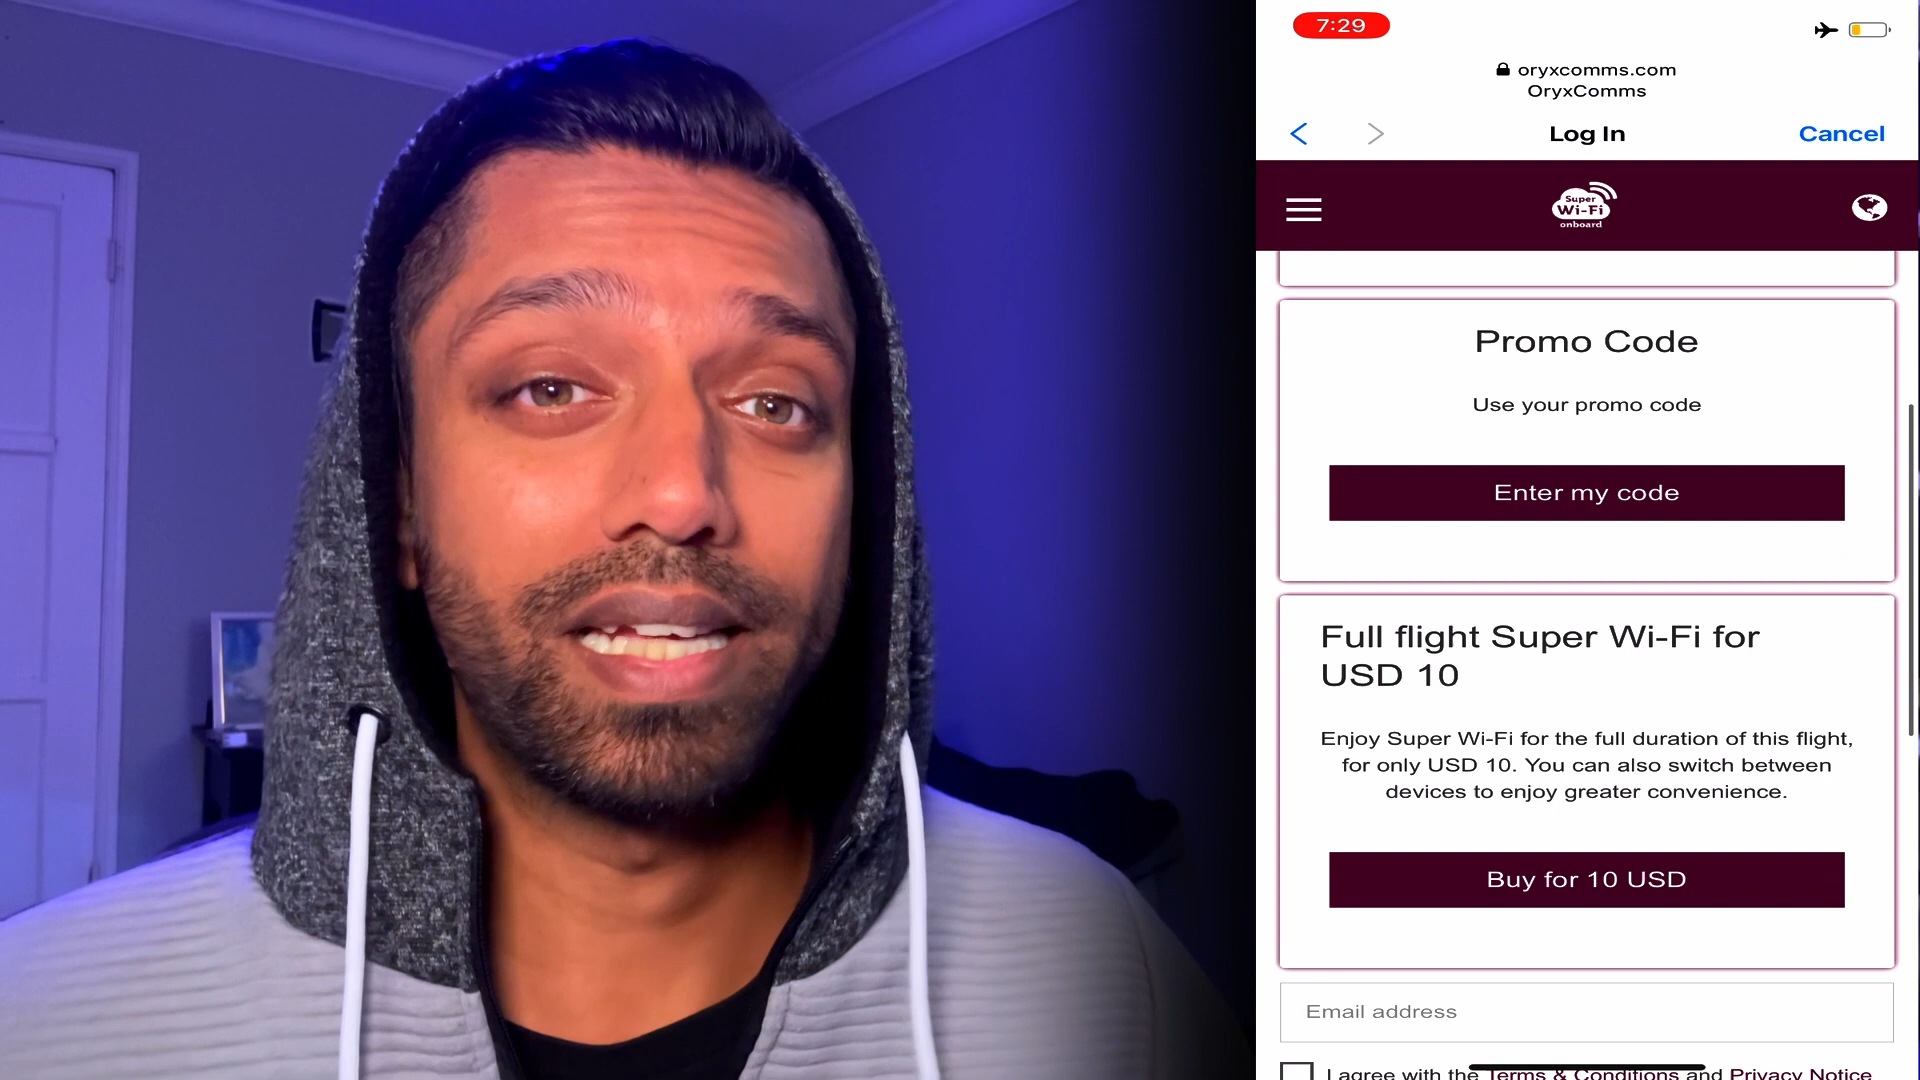 7:29
oryxcomms.com
OryxComms
Log In
Cancel
Super
Wi-Fi
onboard
Promo Code
Use your promo code
Enter my code
Full flight Super Wi-Fi for
USD 10
Enjoy Super Wi-Fi for the full duration of this flight,
for only USD 10. You can also switch between
devices to enjoy greater convenience.
Buy for 10 USD
Email address
I agree with the Terms & Conditions and Privacy Notice